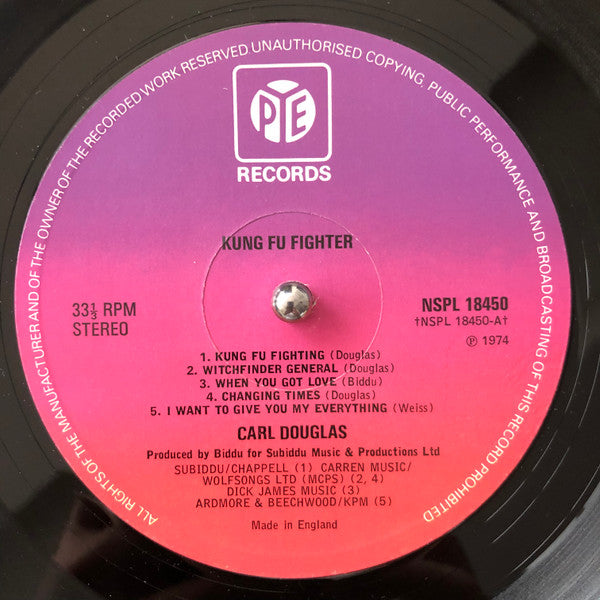 ALL RIGHTS OF THE MANUFACTURER AND OF THE OWNER OF THE RECORDED WORK RESERVED UNAUTHORISED COPYING, PUBLIC PERFORMANCE AND BROADCASTING OF THIS RECORD PROHIBITED
PYE
RECORDS
KUNG FU FIGHTER
33⅓ RPM
STEREO
NSPL 18450
†NSPL 18450-A†
Ⓟ 1974
1. KUNG FU FIGHTING (Douglas)
2. WITCHFINDER GENERAL (Douglas)
3. WHEN YOU GOT LOVE (Biddu)
4. CHANGING TIMES (Douglas)
5. I WANT TO GIVE YOU MY EVERYTHING (Weiss)
CARL DOUGLAS
Produced by Biddu for Subiddu Music & Productions Ltd
SUBIDDU/CHAPPELL (1) CARREN MUSIC/
WOLFSONGS LTD (MCPS) (2, 4)
DICK JAMES MUSIC (3)
ARDMORE & BEECHWOOD/KPM (5)
Made in England